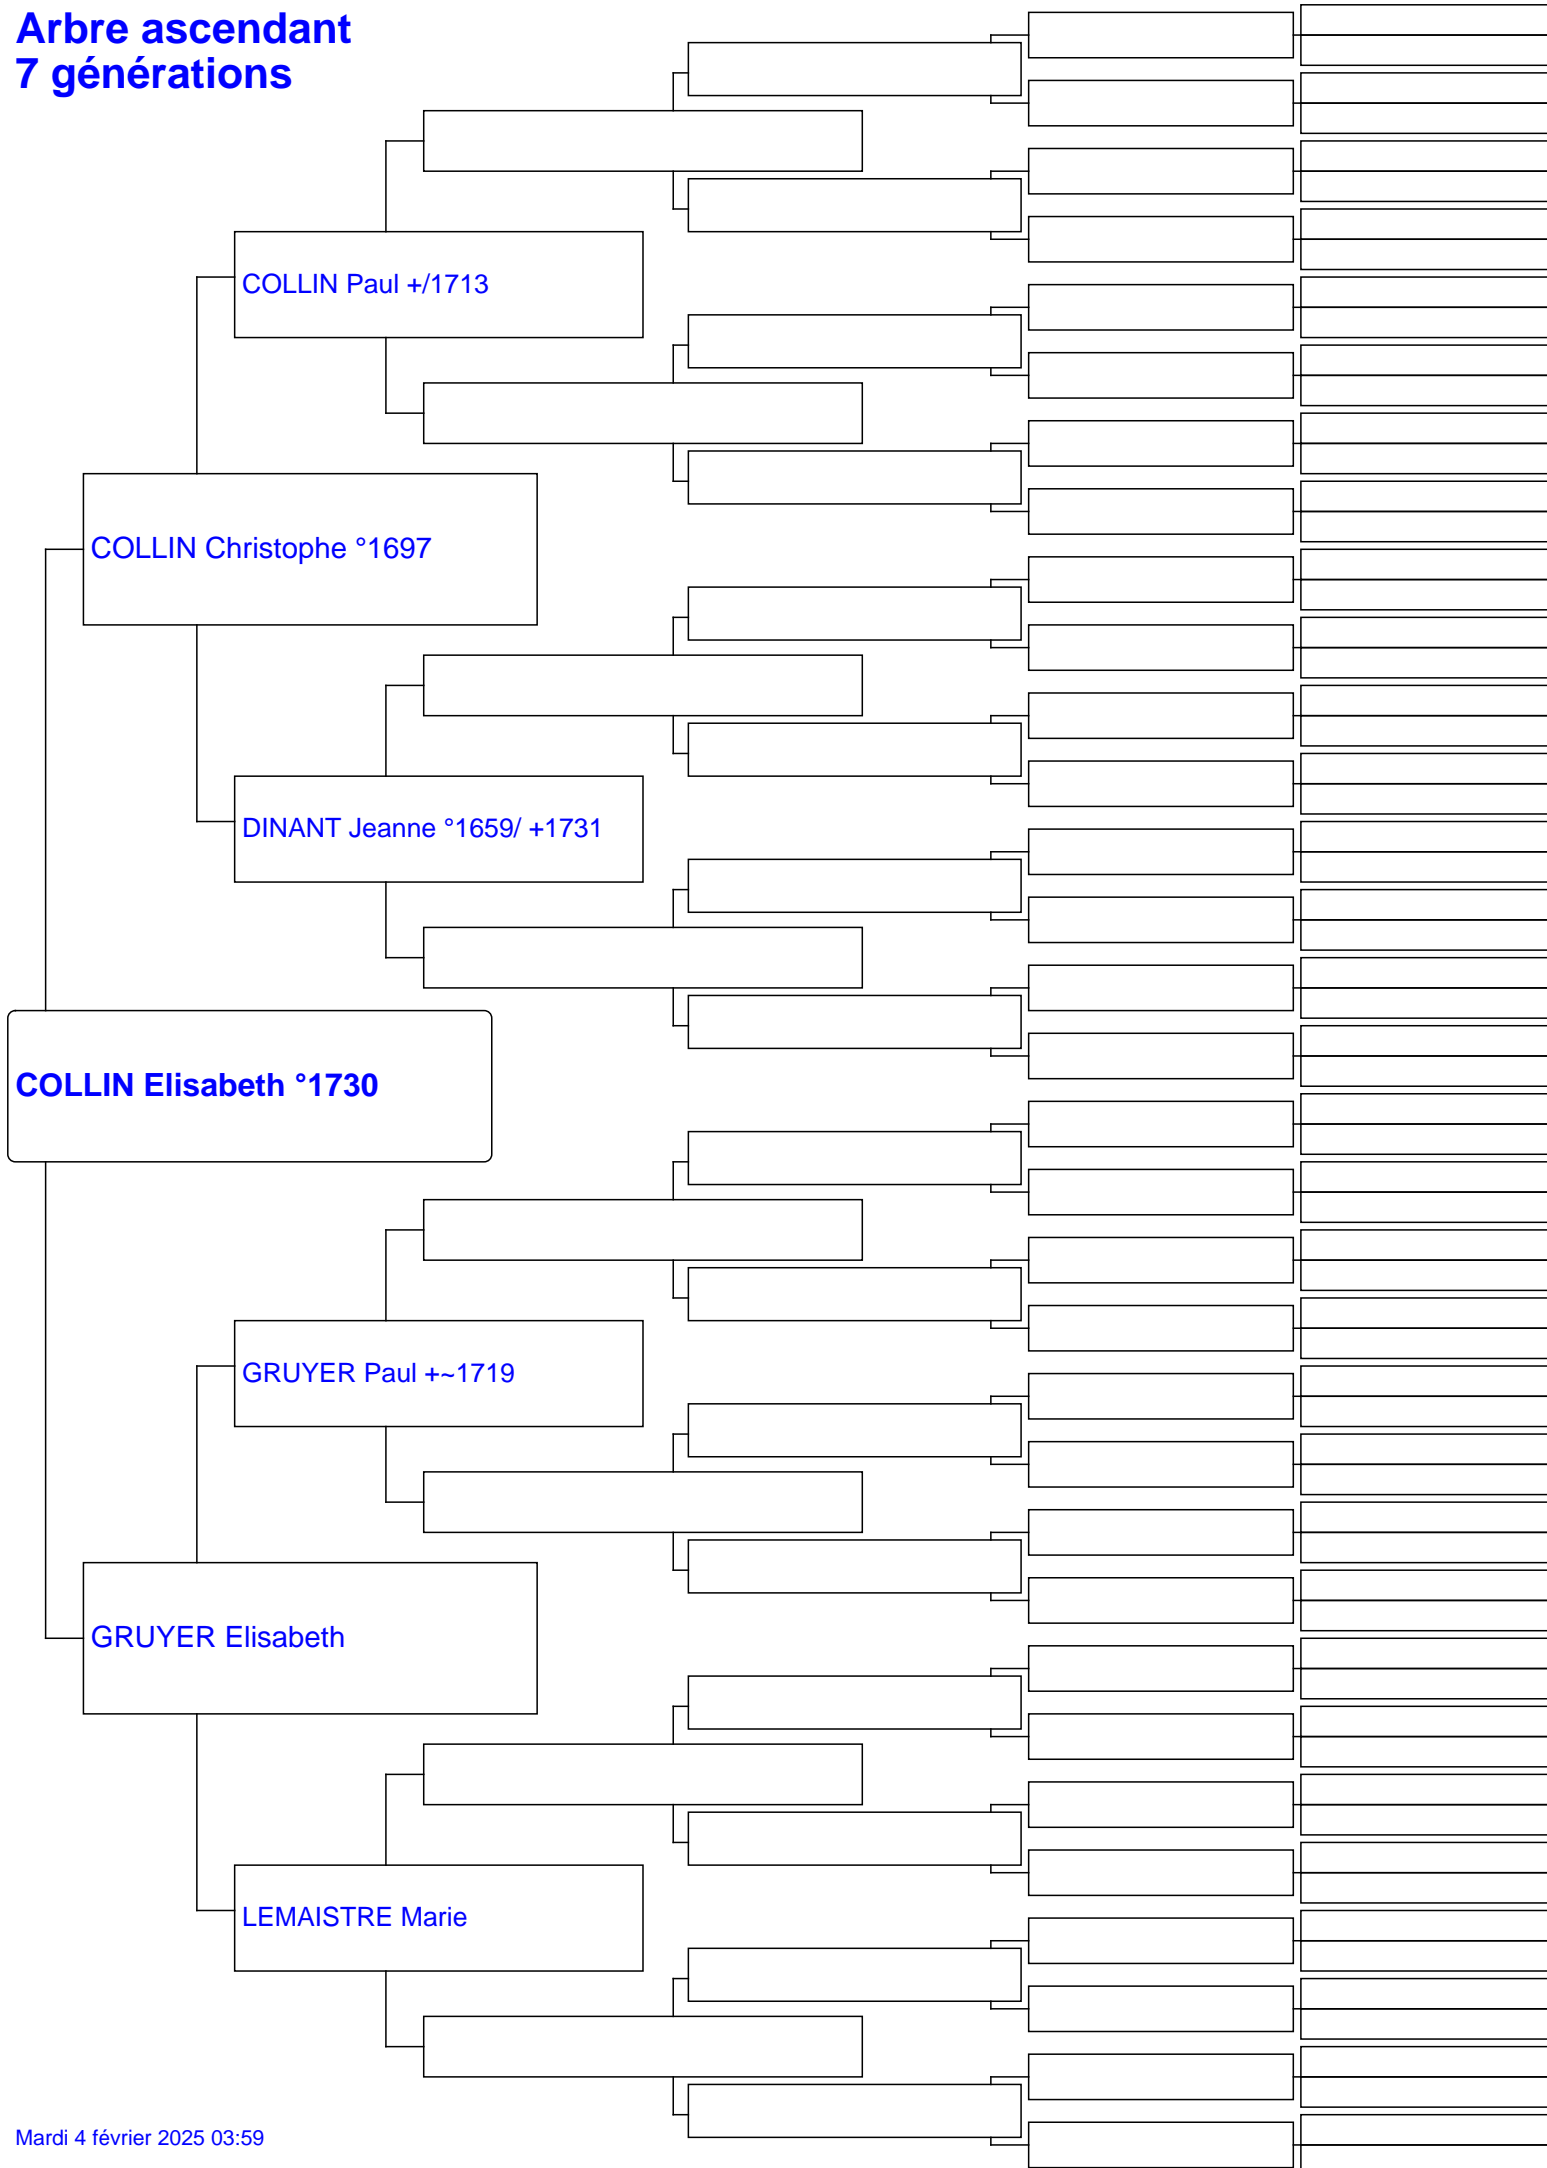 Arbre ascendant
7 générations
COLLIN Paul +/1713
COLLIN Christophe °1697
DINANT Jeanne °1659/ +1731
COLLIN Elisabeth °1730
GRUYER Paul +~1719
GRUYER Elisabeth
LEMAISTRE Marie
Mardi 4 février 2025 03:59